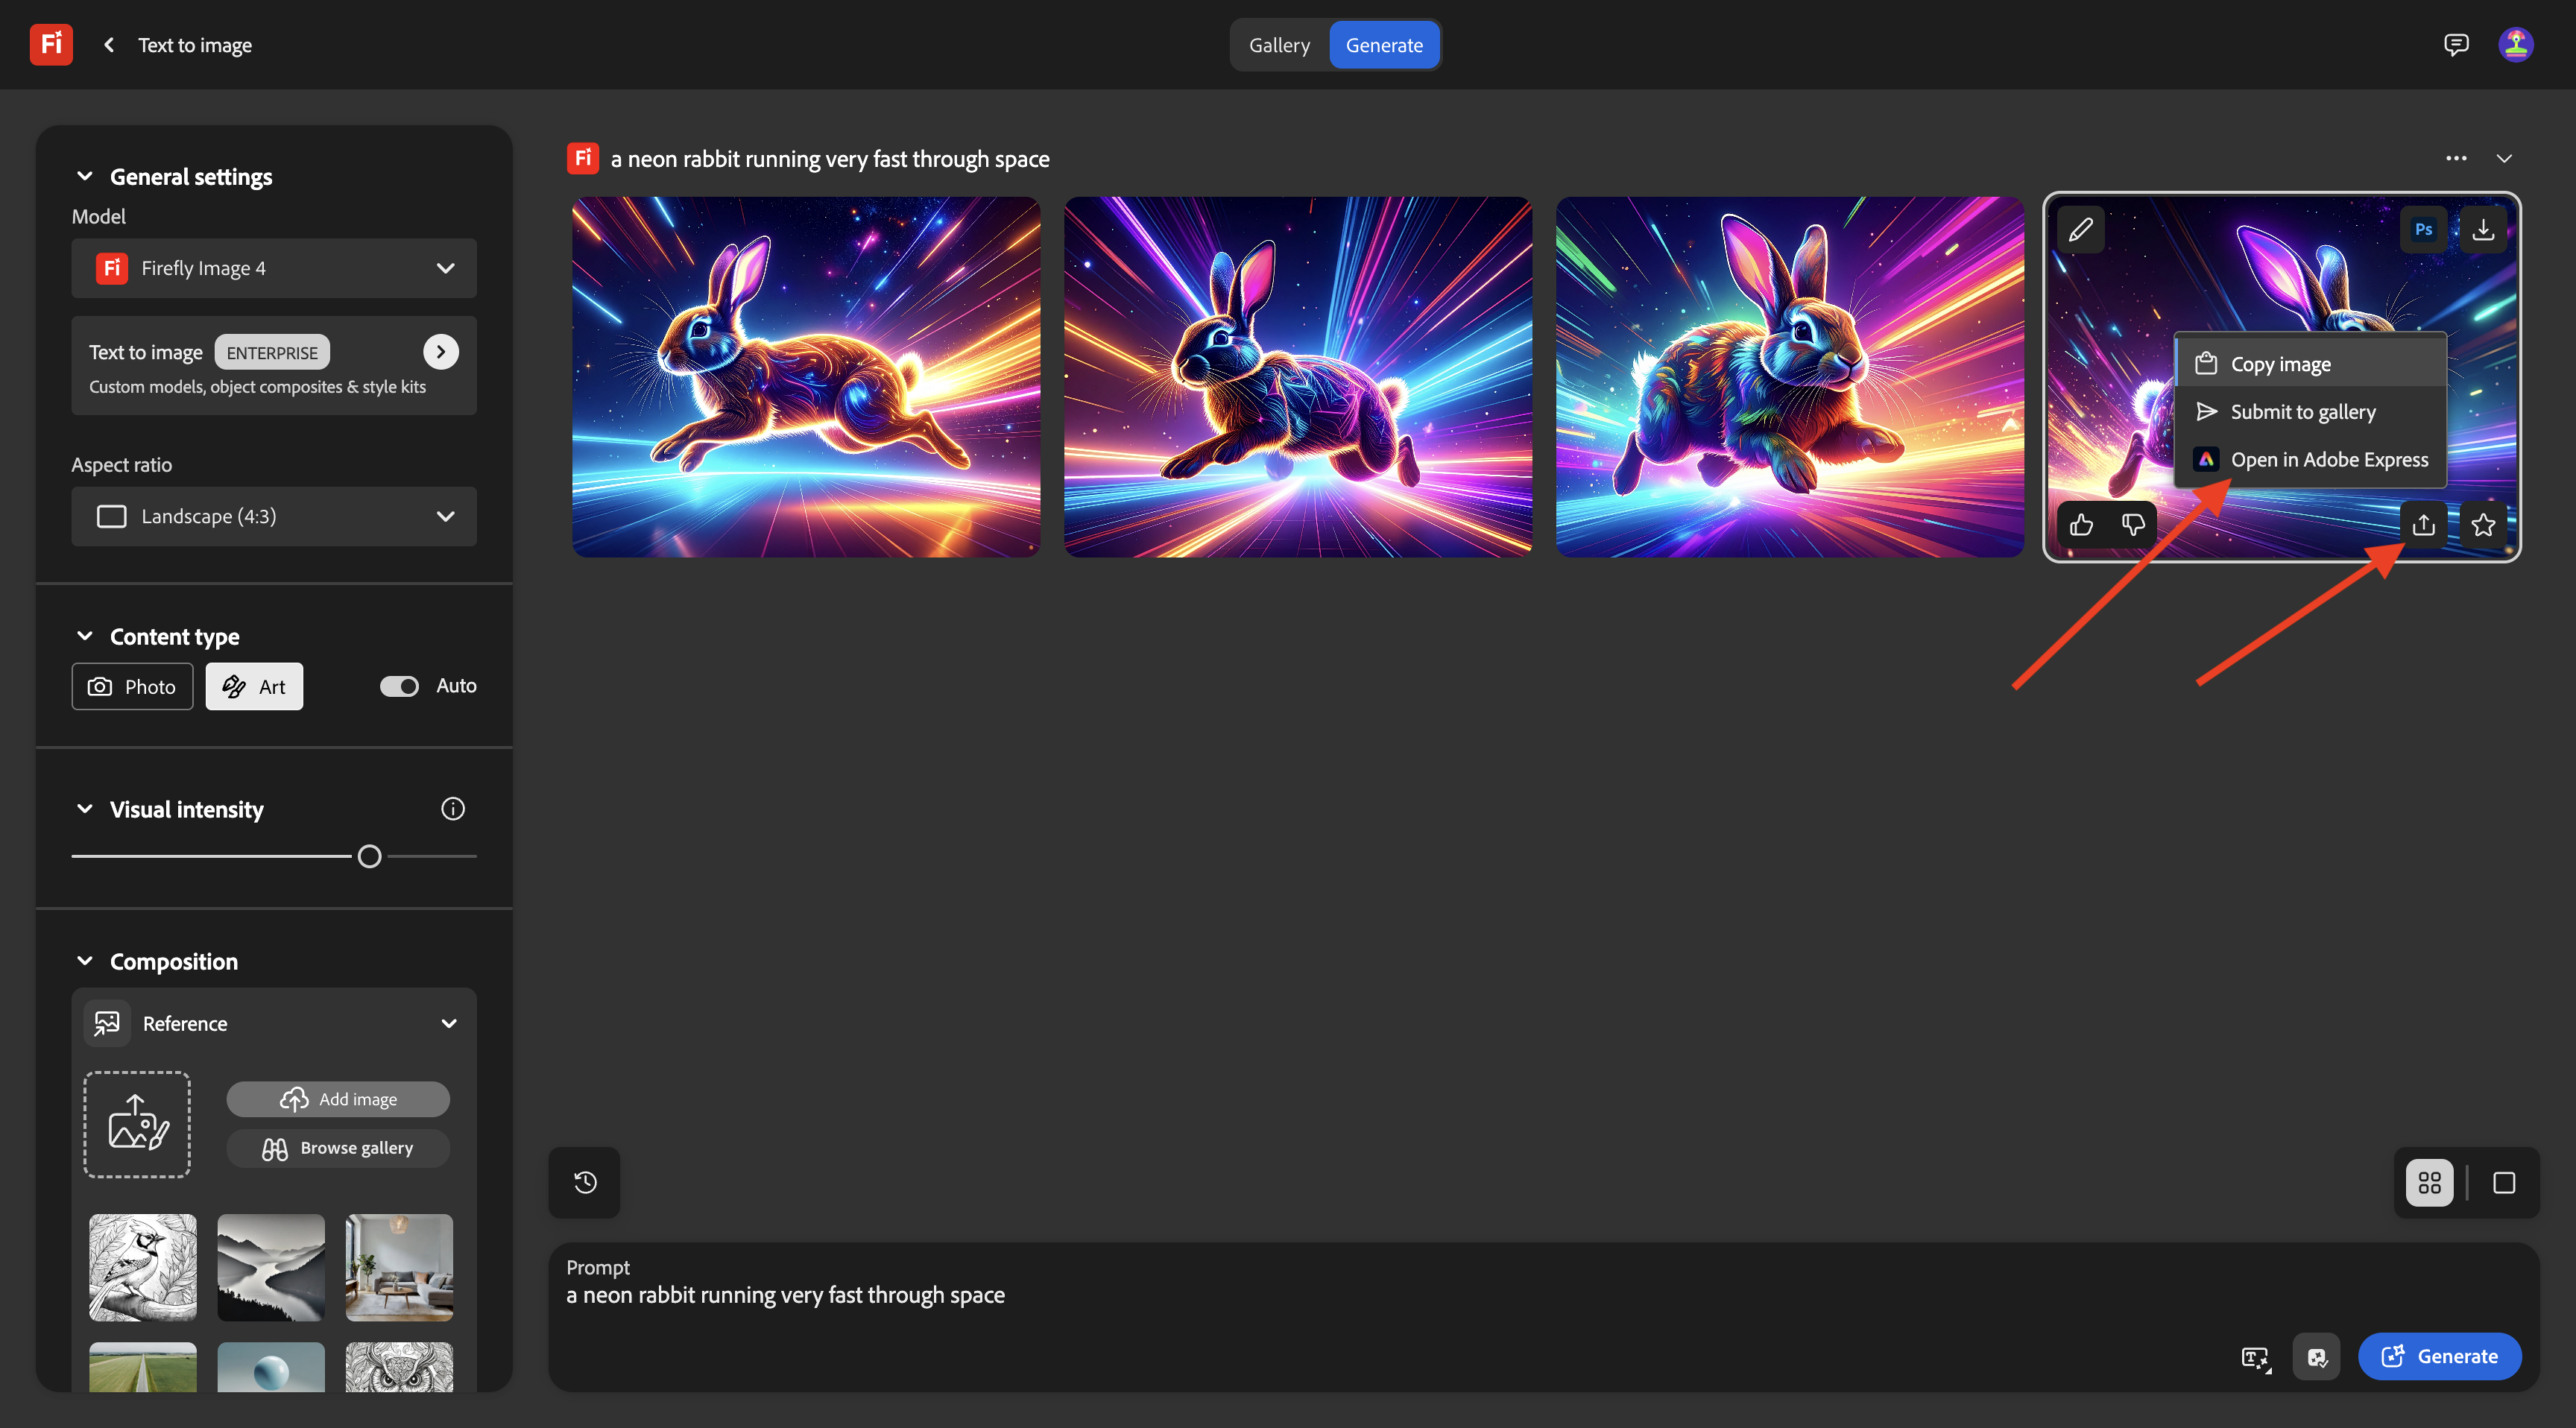 Fi
Text to image
Gallery
Generate
General settings
Model
Fi
Firefly Image 4
Text to image
ENTERPRISE
Custom models, object composites & style kits
Aspect ratio
Landscape (4:3)
Content type
Photo
Art
Auto
Visual intensity
Composition
Reference
Add image
Browse gallery
Fi
a neon rabbit running very fast through space
Ps
Copy image
Submit to gallery
Open in Adobe Express
Prompt
a neon rabbit running very fast through space
T
Generate